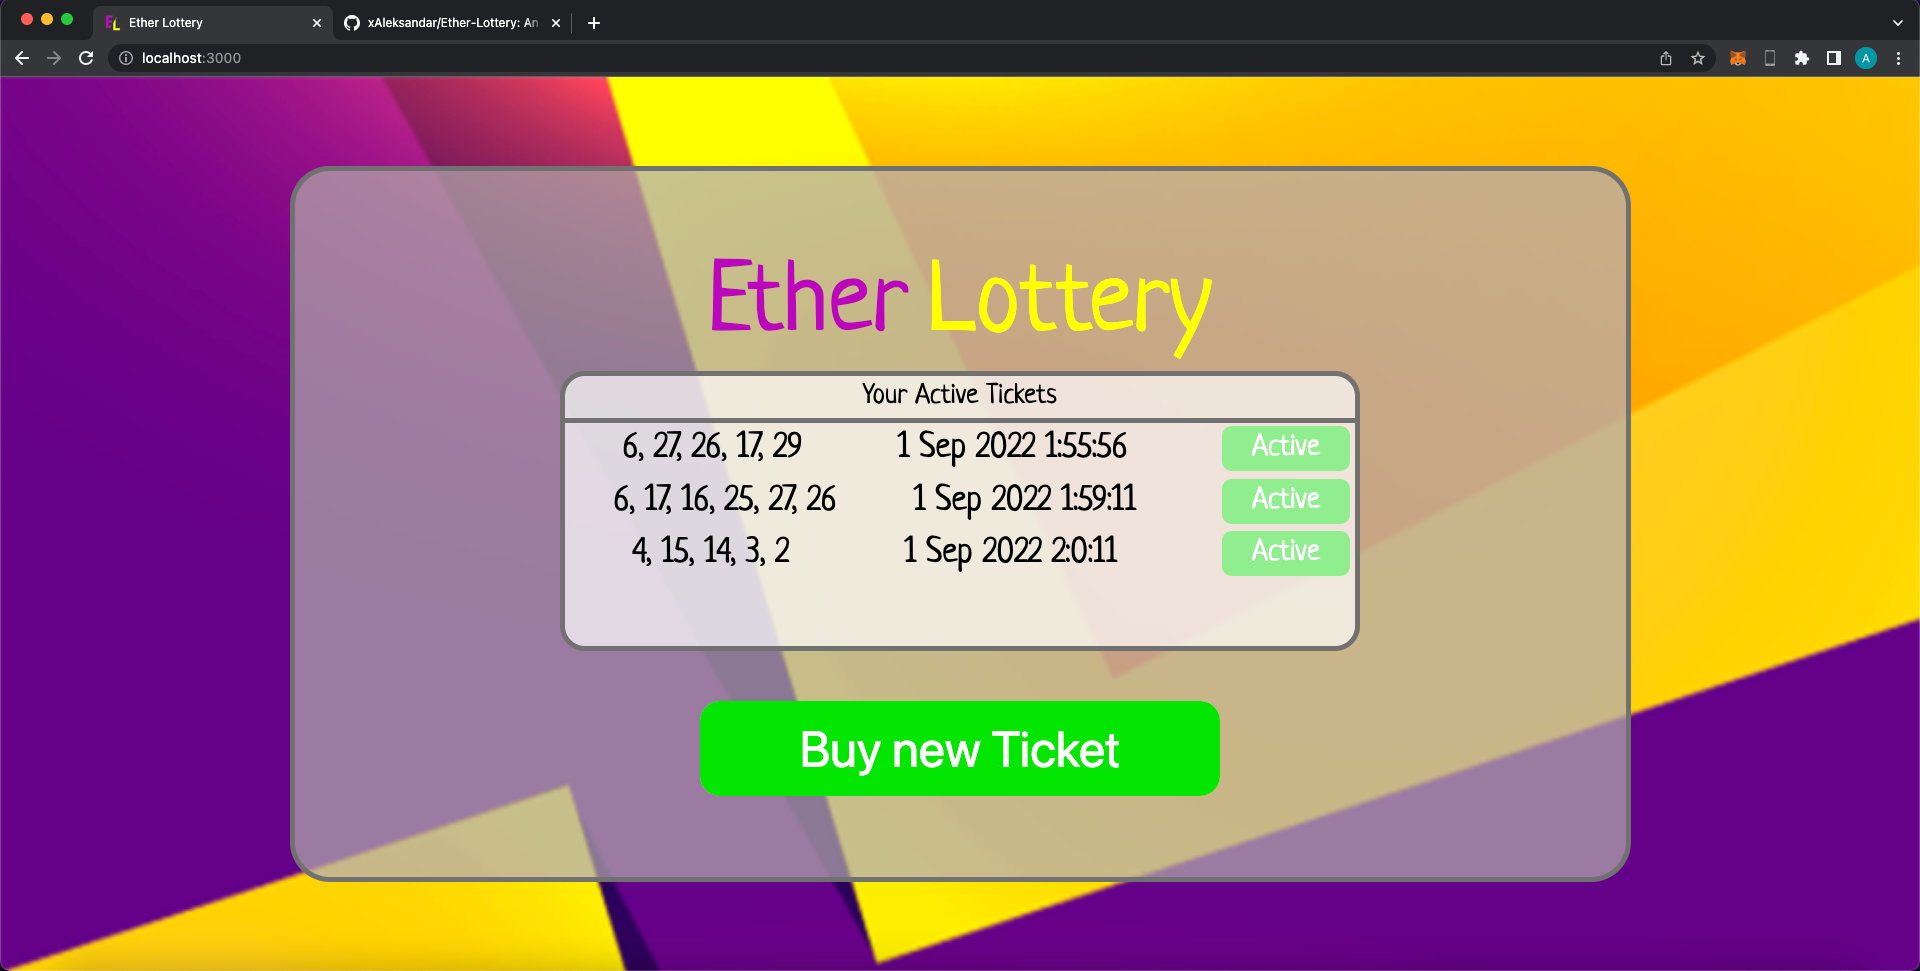 Ether Lottery
xAleksandar/Ether-Lottery: An
localhost:3000
A
Ether Lottery
Your Active Tickets
6, 27, 26, 17, 29 1 Sep 2022 1:55:56 Active
6, 17, 16, 25, 27, 26 1 Sep 2022 1:59:11 Active
4, 15, 14, 3, 2 1 Sep 2022 2:0:11 Active
Buy new Ticket